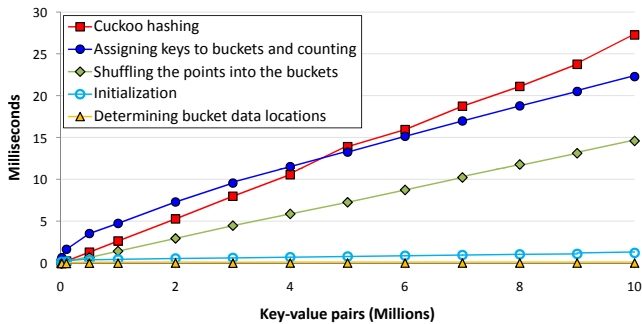 30
25
20
15
10
5
0
Milliseconds
Cuckoo hashing
Assigning keys to buckets and counting
Shuffling the points into the buckets
Initialization
Determining bucket data locations
0 2 4 6 8 10
Key-value pairs (Millions)